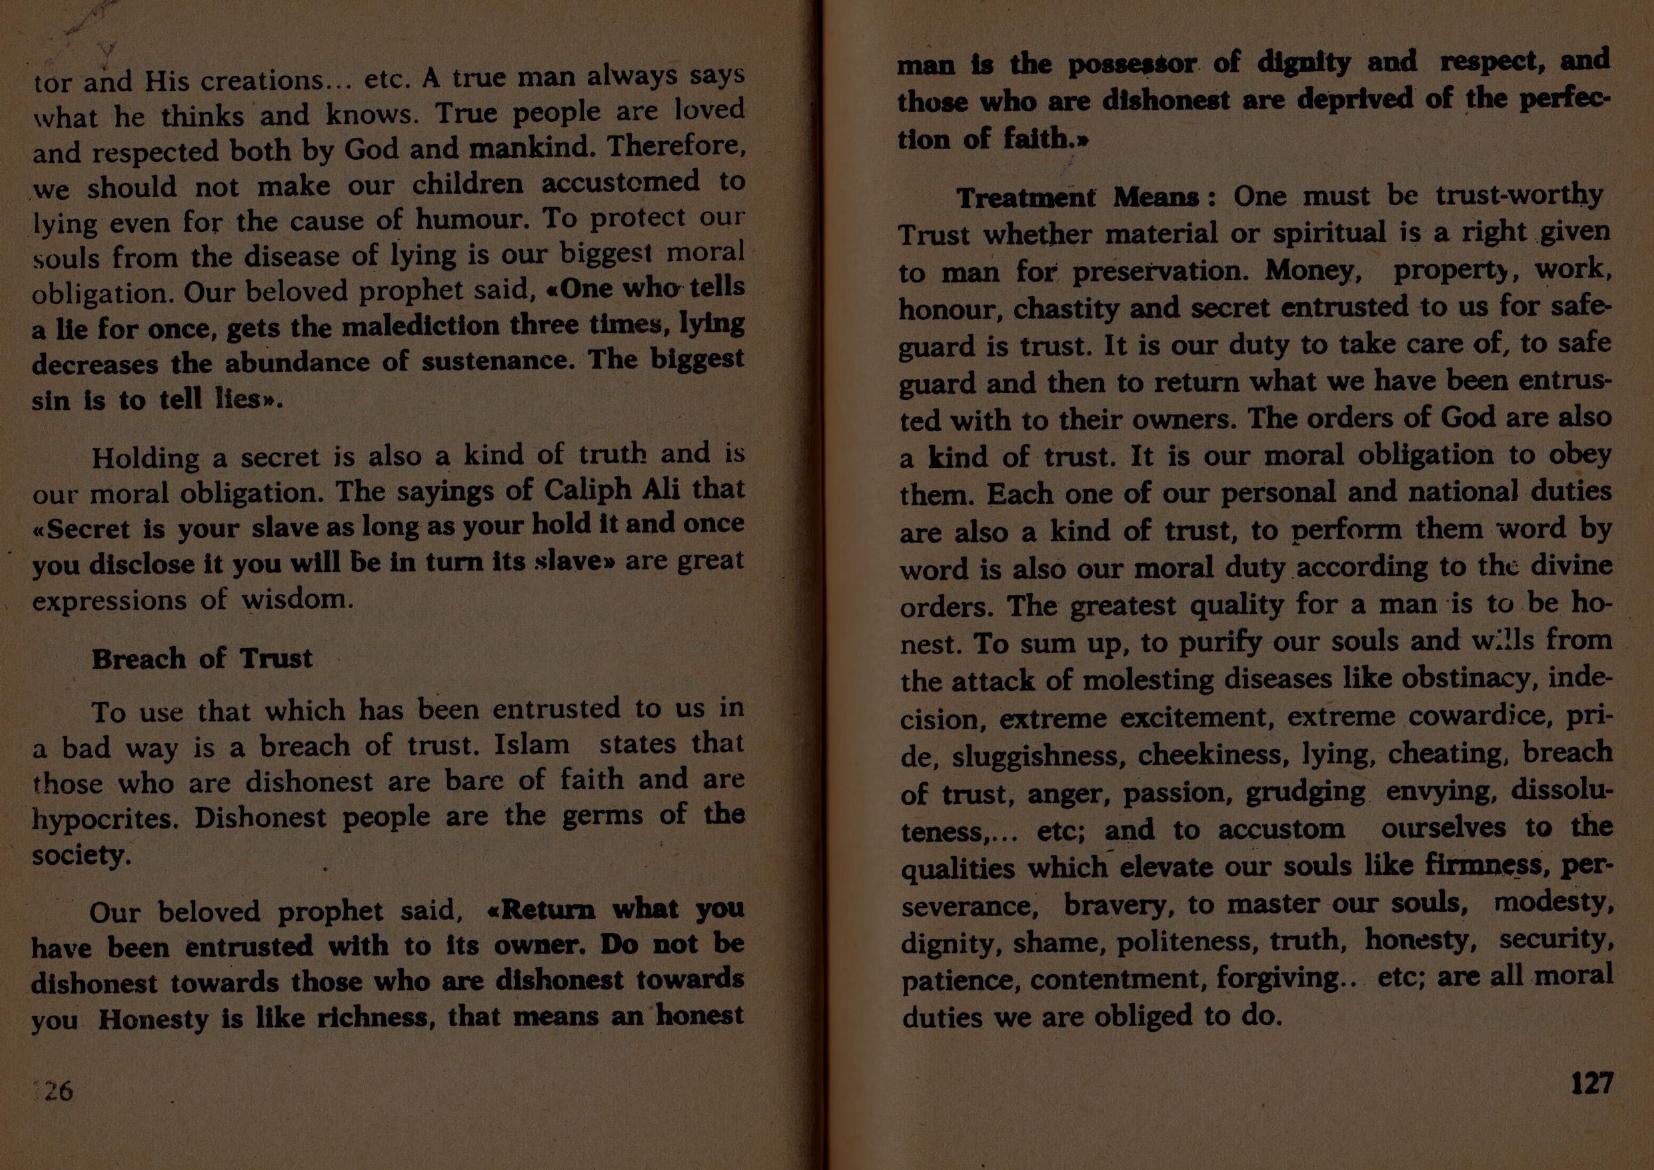 tor and His creations... etc. A true man always says
what he thinks and knows. True people are loved
and respected both by God and mankind. Therefore,
we should not make our children accustomed to
lying even for the cause of humour. To protect our
souls from the disease of lying is our biggest moral
obligation. Our beloved prophet said, «One who tells
a lie for once, gets the malediction three times, lying
decreases the abundance of sustenance. The biggest
sin is to tell lies».
Holding a secret is also a kind of truth and is
our moral obligation. The sayings of Caliph Ali that
«Secret is your slave as long as your hold it and once
you disclose it you will be in turn its slave» are great
expressions of wisdom.
Breach of Trust
To use that which has been entrusted to us in
a bad way is a breach of trust. Islam states that
those who are dishonest are bare of faith and are
hypocrites. Dishonest people are the germs of the
society.
Our beloved prophet said, «Return what you
have been entrusted with to its owner. Do not be
dishonest towards those who are dishonest towards
you Honesty is like richness, that means an honest
126
man is the possessor of dignity and respect, and
those who are dishonest are deprived of the perfec-
tion of faith.»
Treatment Means : One must be trust-worthy
Trust whether material or spiritual is a right given
to man for preservation. Money, property, work,
honour, chastity and secret entrusted to us for safe-
guard is trust. It is our duty to take care of, to safe
guard and then to return what we have been entrus-
ted with to their owners. The orders of God are also
a kind of trust. It is our moral obligation to obey
them. Each one of our personal and national duties
are also a kind of trust, to perform them word by
word is also our moral duty according to the divine
orders. The greatest quality for a man is to be ho-
nest. To sum up, to purify our souls and wills from
the attack of molesting diseases like obstinacy, inde-
cision, extreme excitement, extreme cowardice, pri-
de, sluggishness, cheekiness, lying, cheating, breach
of trust, anger, passion, grudging envying, dissolu-
teness,... etc; and to accustom ourselves to the
qualities which elevate our souls like firmness, per-
severance, bravery, to master our souls, modesty,
dignity, shame, politeness, truth, honesty, security,
patience, contentment, forgiving.. etc; are all moral
duties we are obliged to do.
127